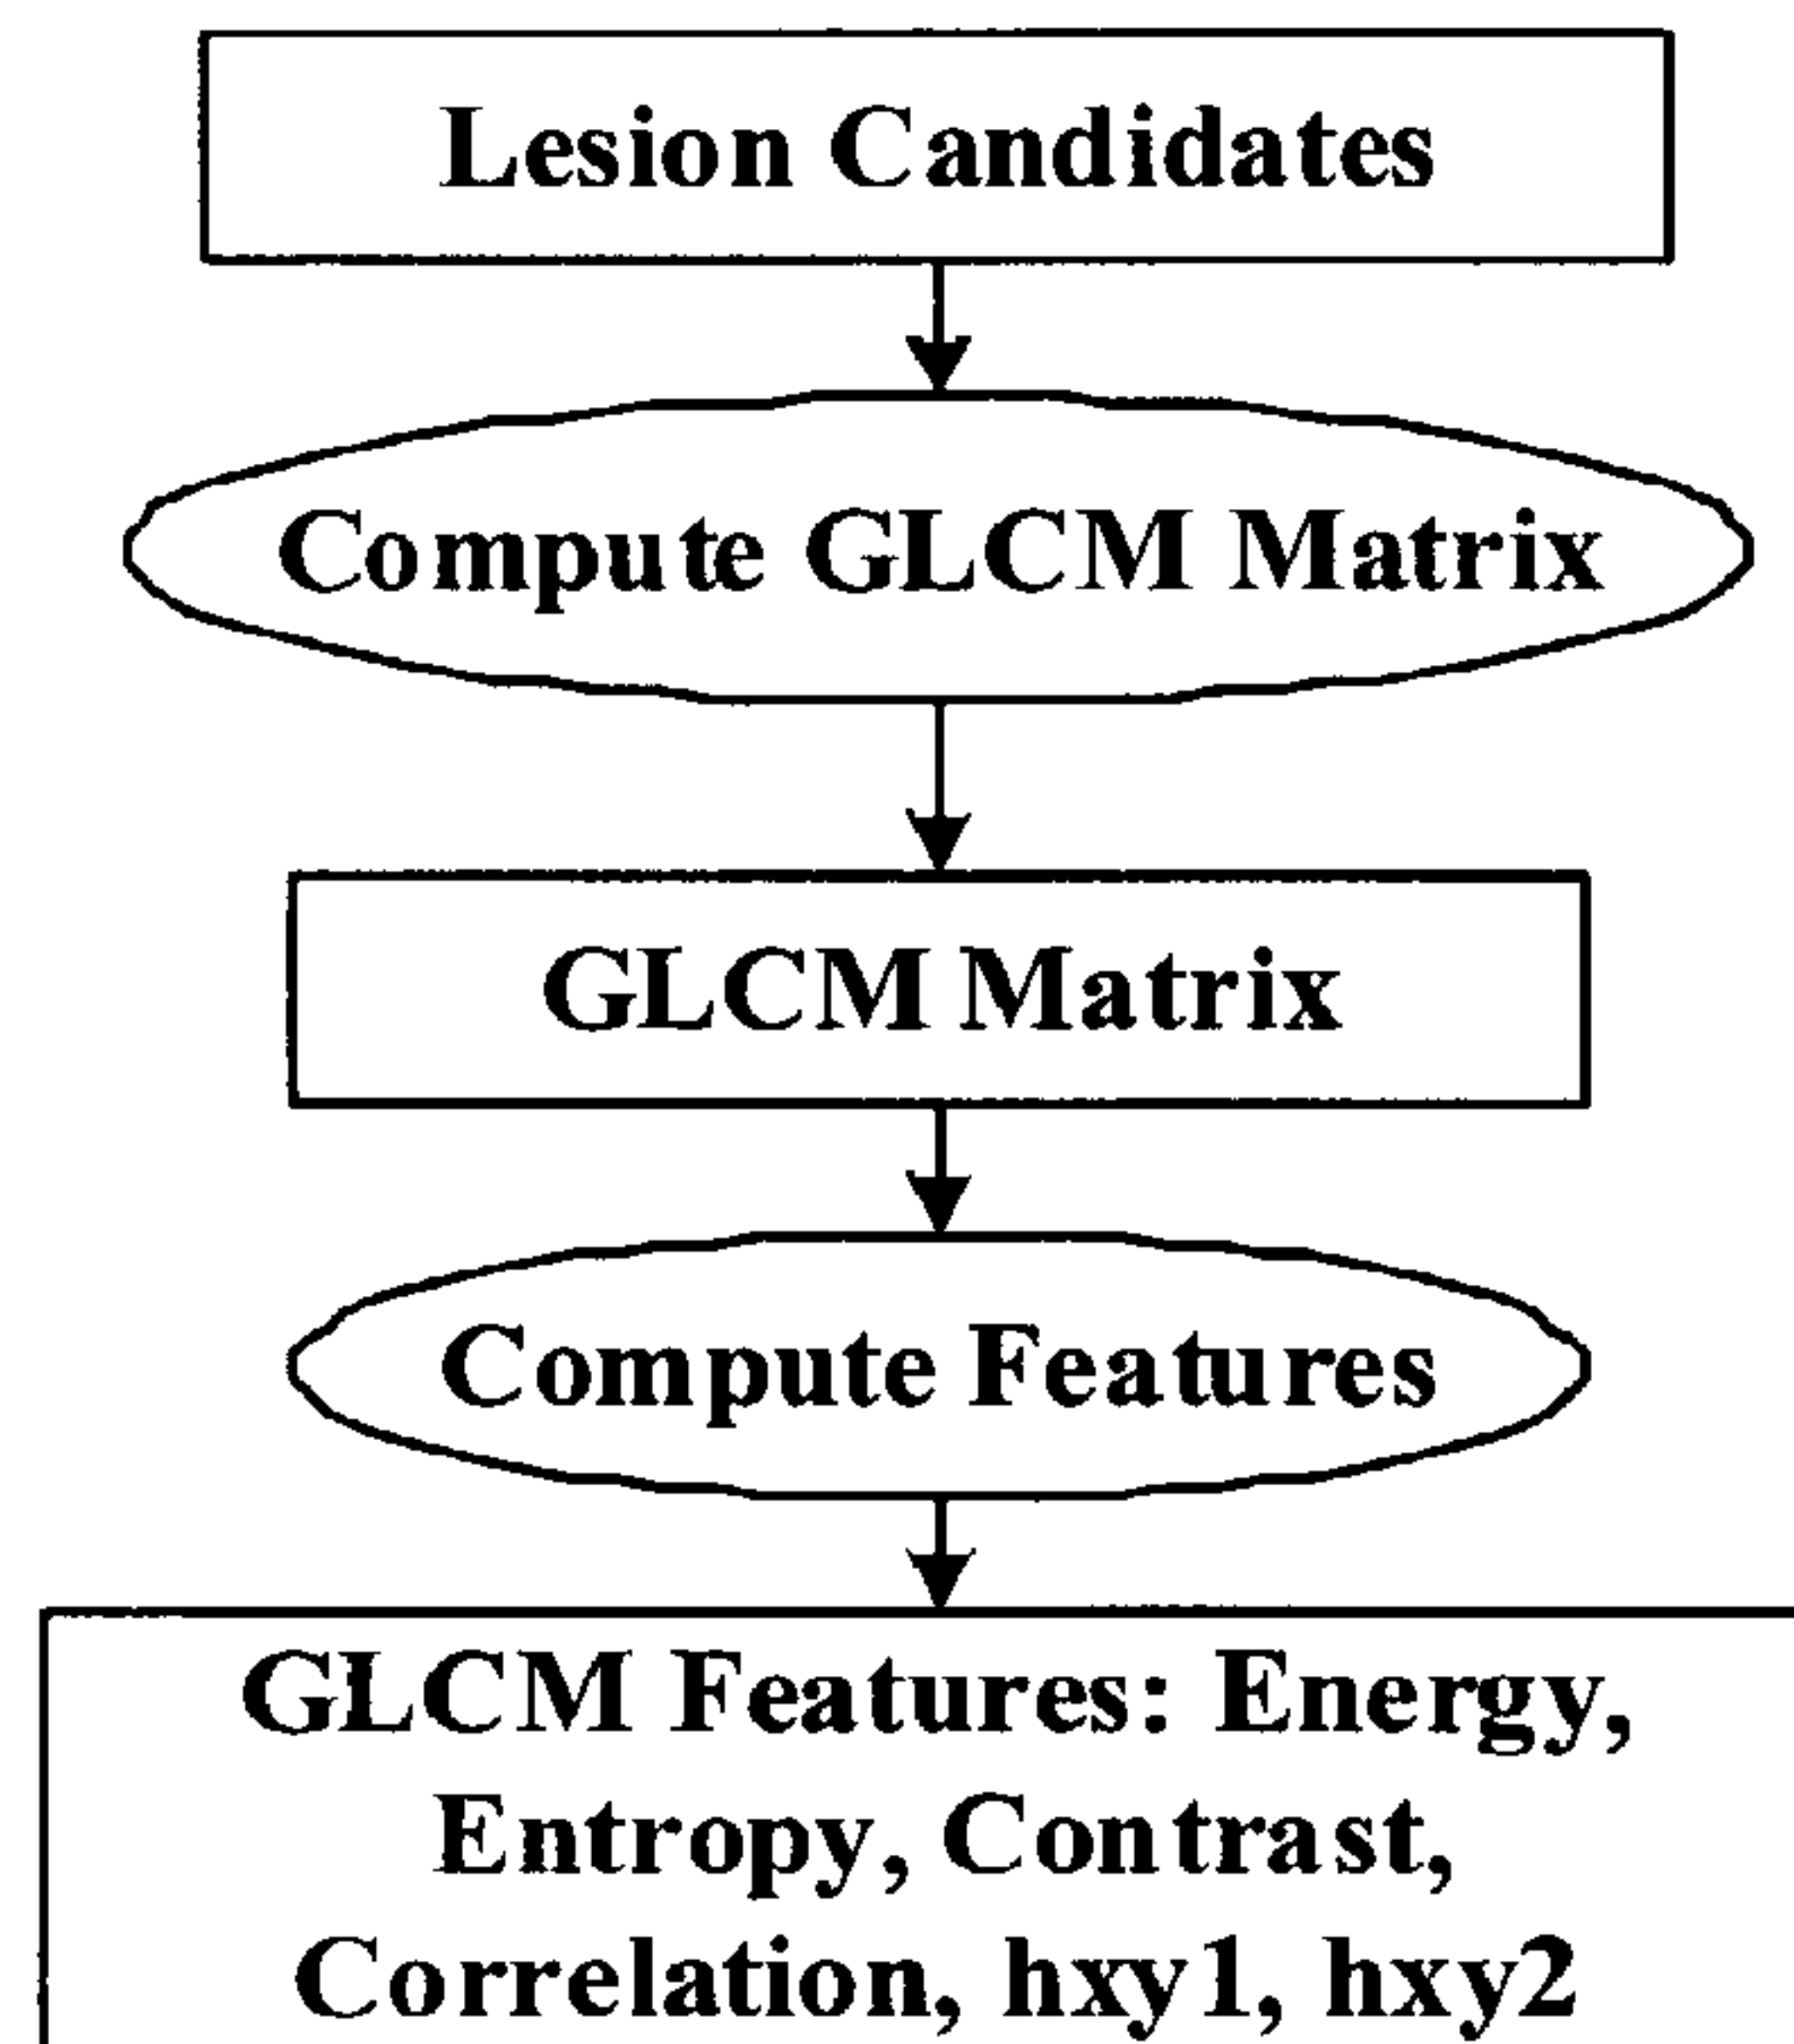 Lesion Candidates
Compute GLCM Matrix
GLCM Matrix
Compute Features
GLCM Features: Energy,
Entropy, Contrast,
Correlation, hxy1, hxy2